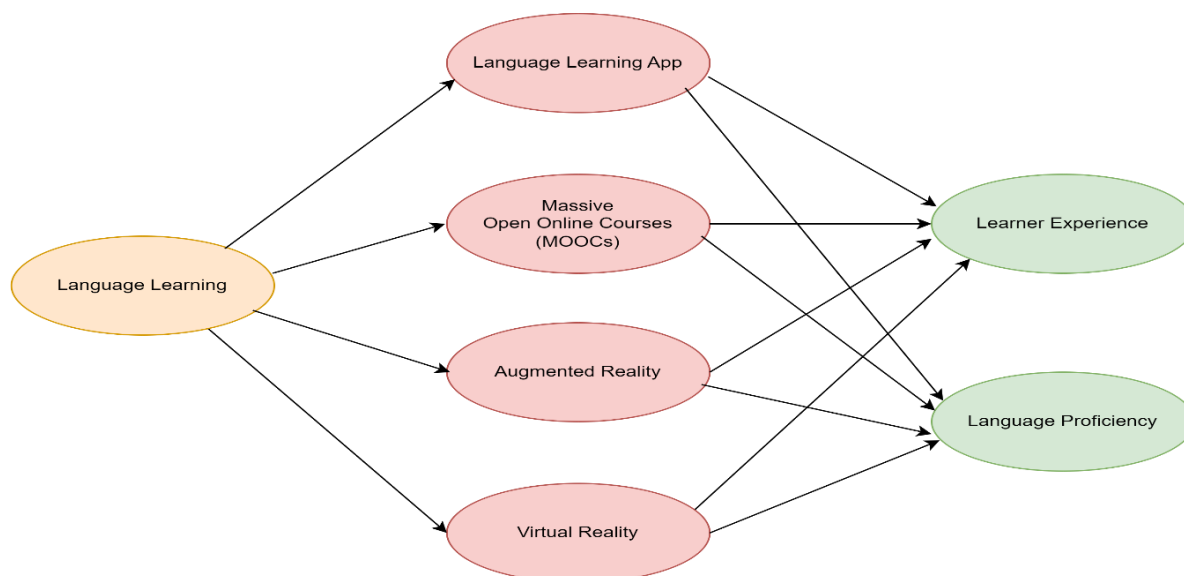 Language Learning App
Massive
Open Online Courses
(MOOCs)
Learner Experience
Language Learning
Augmented Reality
Language Proficiency
Virtual Reality